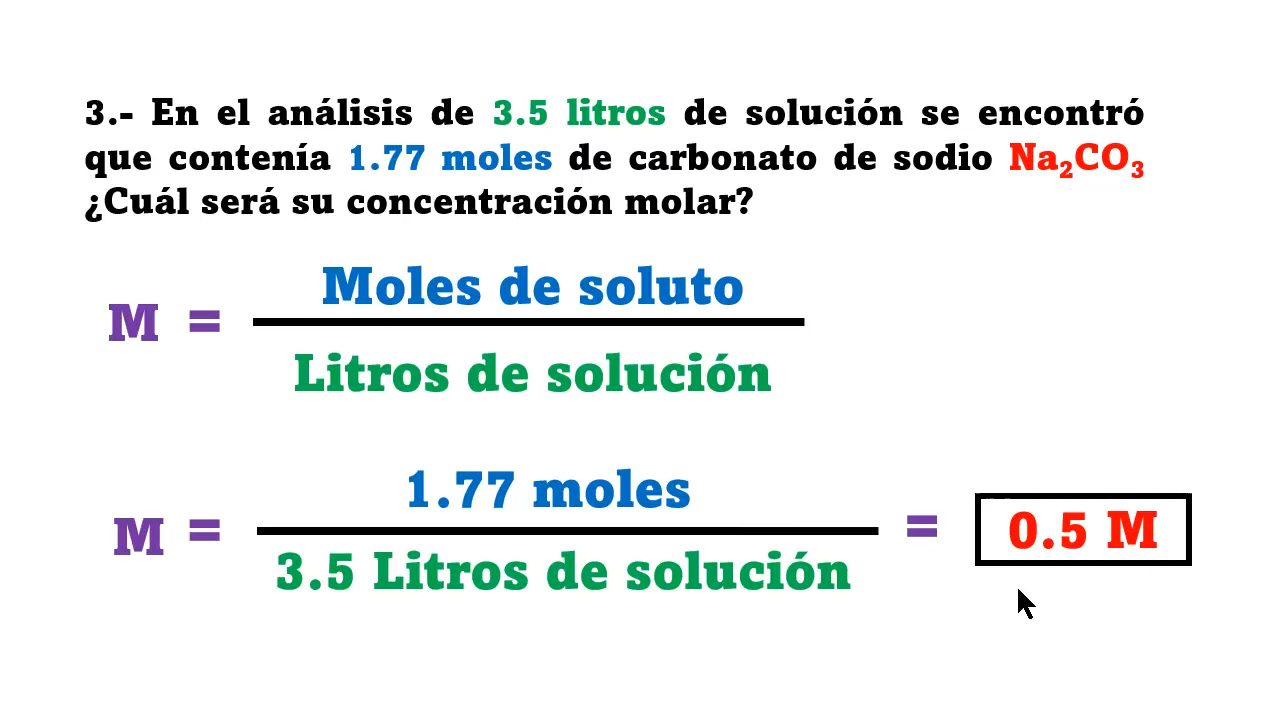 3.- En el análisis de 3.5 litros de solución se encontró
que contenía 1.77 moles de carbonato de sodio Na₂CO₃
¿Cuál será su concentración molar?
Moles de soluto
M =
Litros de solución
1.77 moles
M = = 0.5 M
3.5 Litros de solución